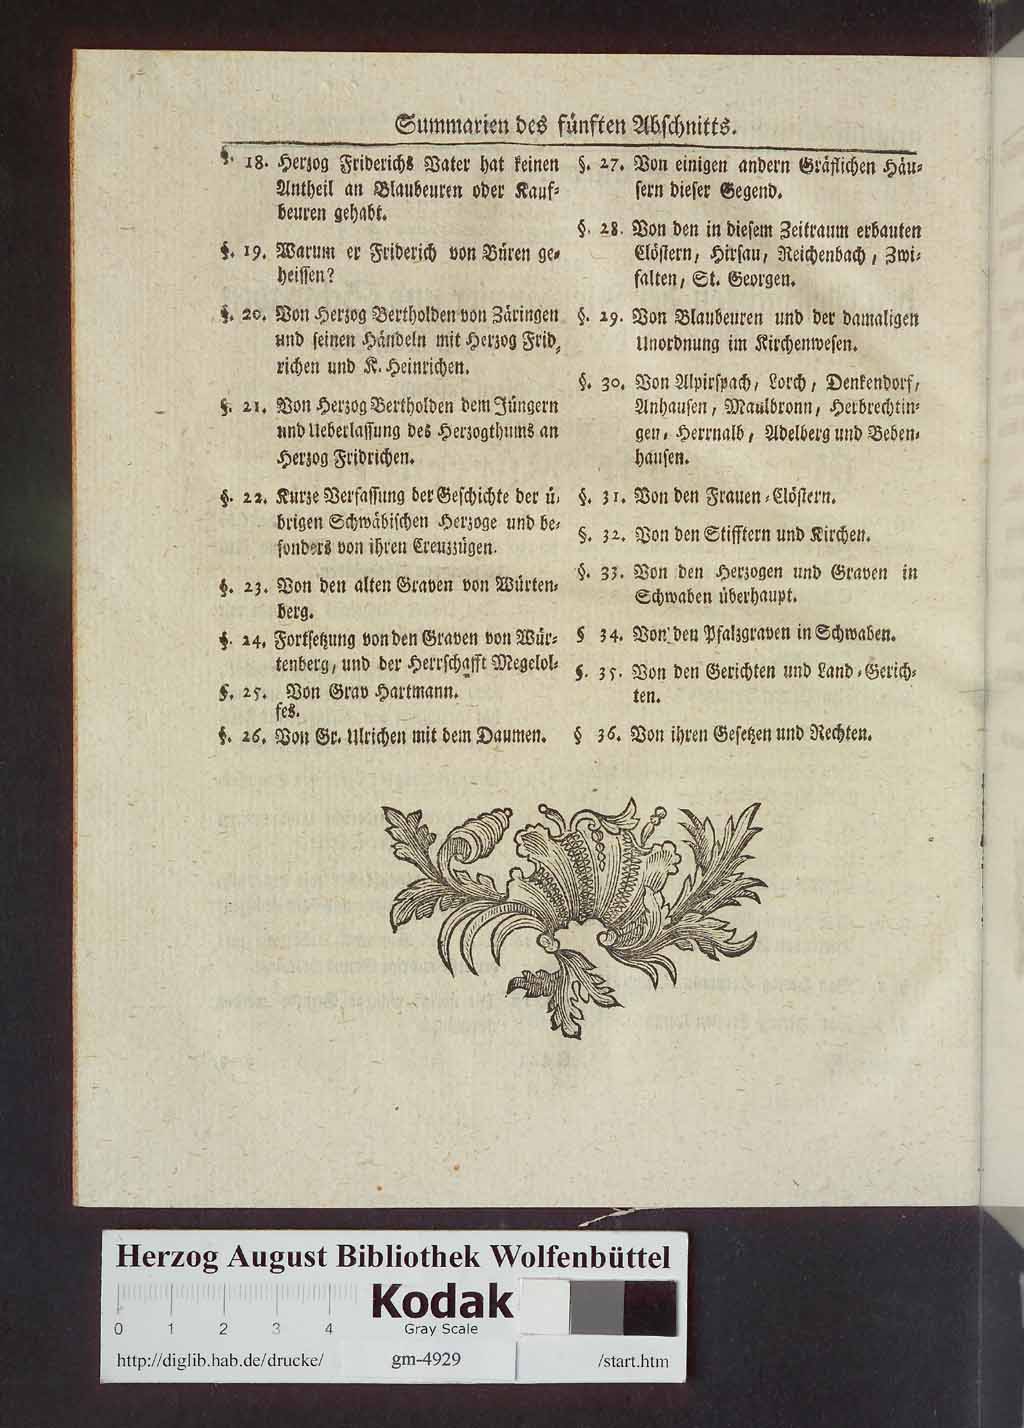 Summarien des fünften Abschnitts.
§. 18. Herzog Friderichs Vater hat keinen
Antheil an Blaubeuren oder Kauf-
beuren gehabt.
§. 19. Warum er Friderich von Büren ge-
heissen?
§. 20. Von Herzog Bertholden von Zäringen
und seinen Händeln mit Herzog Frid-
richen und K. Heinrichen.
§. 21. Von Herzog Bertholden dem Jüngern
und Ueberlassung des Herzogthums an
Herzog Fridrichen.
§. 22. Kurze Verfassung der Geschichte der ü-
brigen Schwäbischen Herzoge und be-
sonders von ihren Creuzzügen.
§. 23. Von den alten Graven von Würten-
berg.
§. 24. Fortsetzung von den Graven von Wür-
tenberg, und der Herrschafft Megelol-
§. 25. Von Grav Hartmann.
fes.
§. 26. Von Gr. Ulrichen mit dem Daumen.
§. 27. Von einigen andern Gräflichen Häu-
sern dieser Gegend.
§. 28. Von den in diesem Zeitraum erbauten
Clöstern, Hirsau, Reichenbach, Zwi-
falten, St. Georgen.
§. 29. Von Blaubeuren und der damaligen
Unordnung im Kirchenwesen.
§. 30. Von Alpirspach, Lorch, Denkendorf,
Anhausen, Maulbronn, Herbrechtin-
gen, Herrnalb, Adelberg und Beben-
hausen.
§. 31. Von den Frauen-Clöstern.
§. 32. Von den Stifftern und Kirchen.
§. 33. Von den Herzogen und Graven in
Schwaben überhaupt.
§ 34. Von den Pfalzgraven in Schwaben.
§. 35. Von den Gerichten und Land-Gerich-
ten.
§ 36. Von ihren Gesetzen und Rechten.
Herzog August Bibliothek Wolfenbüttel
Kodak
Gray Scale
0 1 2 3 4
http://diglib.hab.de/drucke/ gm-4929 /start.htm